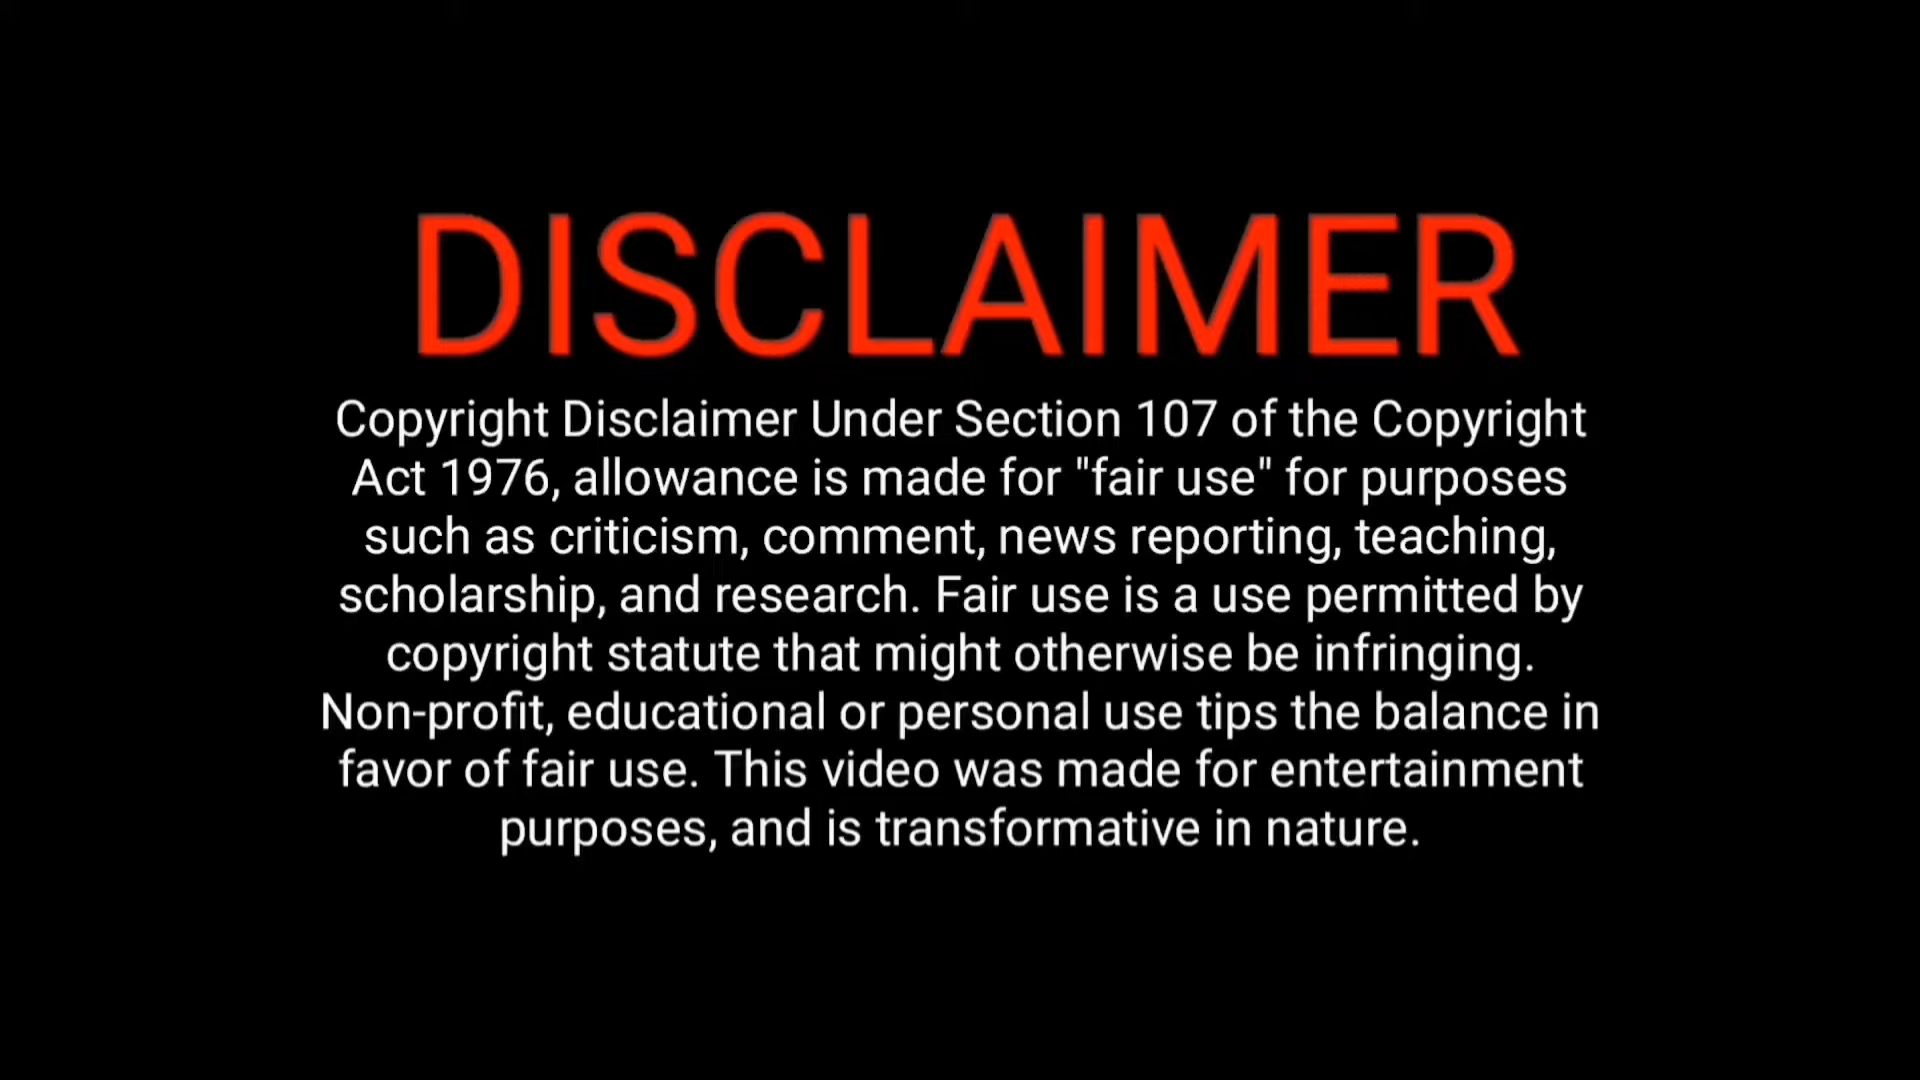 DISCLAIMER
Copyright Disclaimer Under Section 107 of the Copyright
Act 1976, allowance is made for "fair use" for purposes
such as criticism, comment, news reporting, teaching,
scholarship, and research. Fair use is a use permitted by
copyright statute that might otherwise be infringing.
Non-profit, educational or personal use tips the balance in
favor of fair use. This video was made for entertainment
purposes, and is transformative in nature.